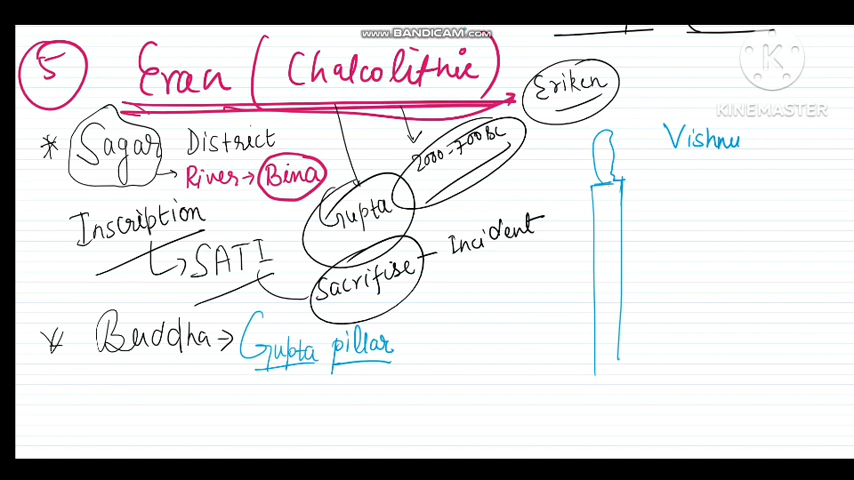 www.BANDICAM.com
K
KINEMASTER
5 Eran (Chalcolithic)
Eriken
* Sagar District
River → Bina
2000-700 BC
Gupta
Inscription
→ SATI
Sacrifise - Incident
Buddha → Gupta pillar
Vishnu